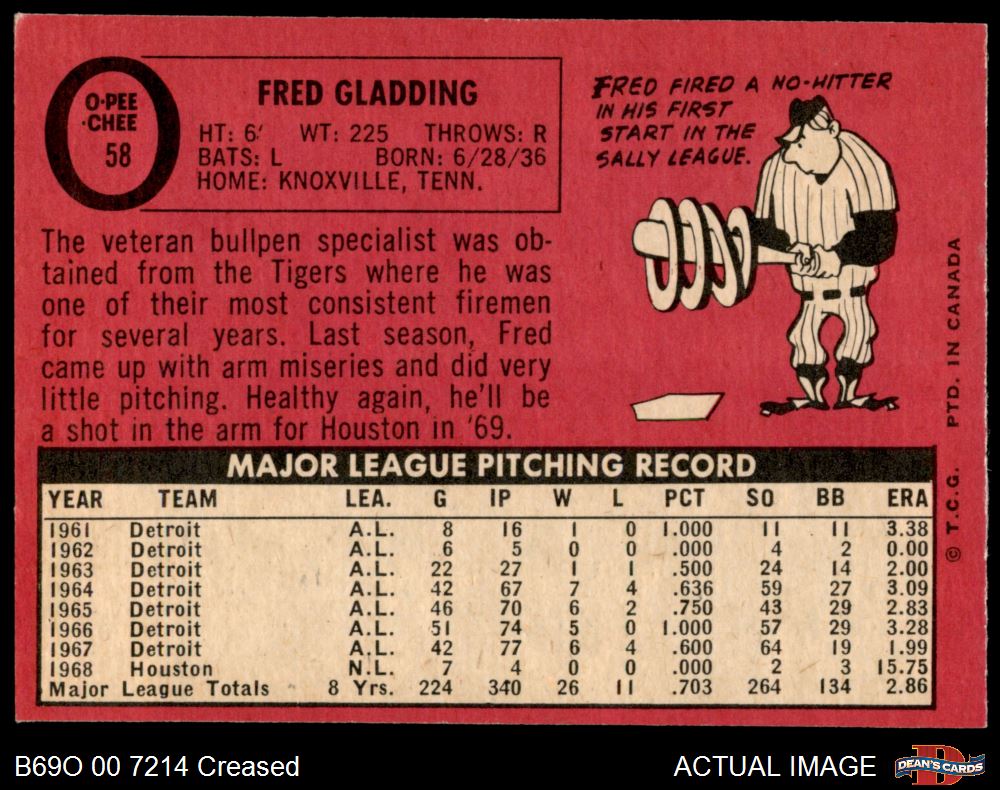 O-PEE
-CHEE
58
FRED GLADDING
HT: 6' WT: 225 THROWS: R
BATS: L BORN: 6/28/36
HOME: KNOXVILLE, TENN.
FRED FIRED A NO-HITTER
IN HIS FIRST
START IN THE
SALLY LEAGUE.
The veteran bullpen specialist was ob-
tained from the Tigers where he was
one of their most consistent firemen
for several years. Last season, Fred
came up with arm miseries and did very
little pitching. Healthy again, he'll be
a shot in the arm for Houston in '69.
MAJOR LEAGUE PITCHING RECORD
YEAR TEAM LEA. G IP W L PCT SO BB ERA
1961 Detroit A.L. 8 16 1 0 1.000 11 11 3.38
1962 Detroit A.L. 6 5 0 0 .000 4 2 0.00
1963 Detroit A.L. 22 27 1 1 .500 24 14 2.00
1964 Detroit A.L. 42 67 7 4 .636 59 27 3.09
1965 Detroit A.L. 46 70 6 2 .750 43 29 2.83
1966 Detroit A.L. 51 74 5 0 1.000 57 29 3.28
1967 Detroit A.L. 42 77 6 4 .600 64 19 1.99
1968 Houston N.L. 7 4 0 0 .000 2 3 15.75
Major League Totals 8 Yrs. 224 340 26 11 .703 264 134 2.86
© T.C.G. PTD. IN CANADA
B69O 00 7214 Creased
ACTUAL IMAGE
DEAN'S CARDS